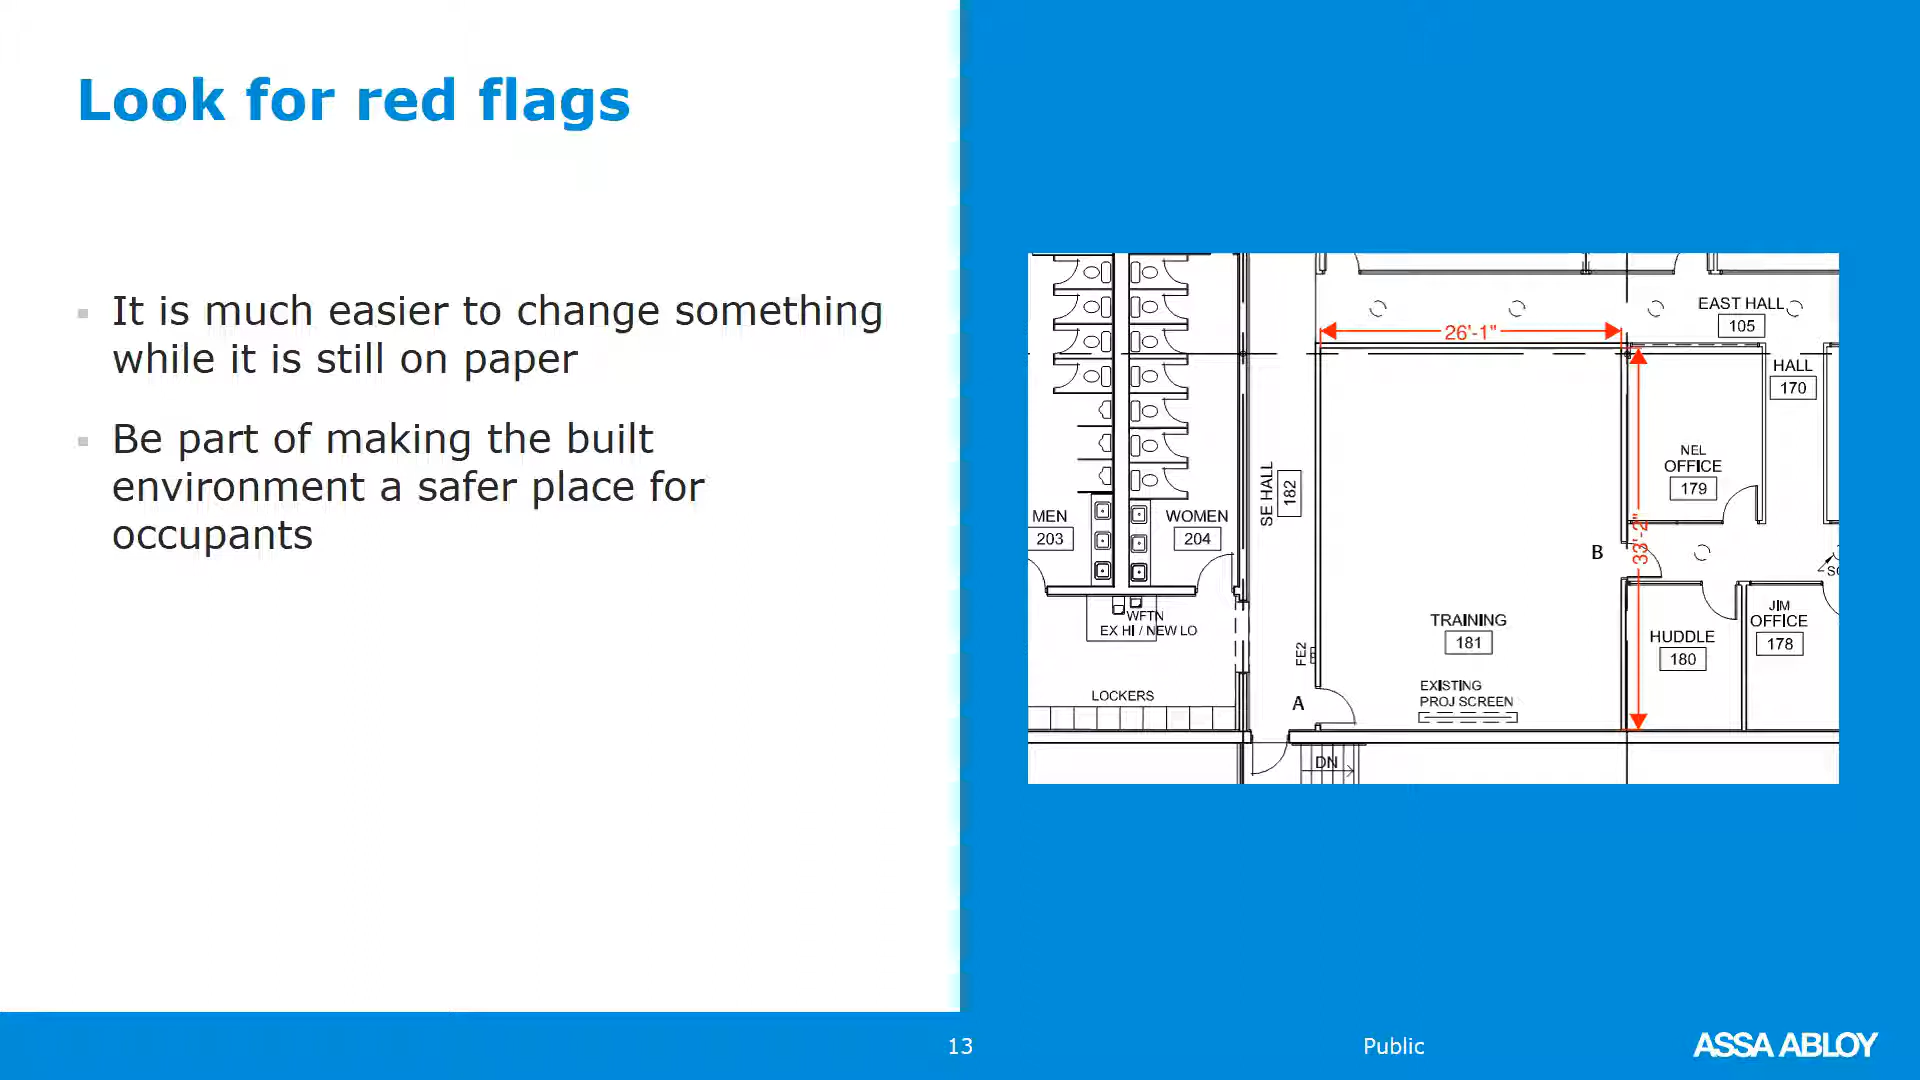 Look for red flags
It is much easier to change something
while it is still on paper
Be part of making the built
environment a safer place for
occupants
EAST HALL
105
26'-1"
HALL
170
NEL
OFFICE
179
SE HALL
182
MEN
203
WOMEN
204
B
33'-2"
WFTN
EX HI / NEW LO
TRAINING
181
HUDDLE
180
JIM
OFFICE
178
FE2
EXISTING
PROJ SCREEN
LOCKERS
A
DN
13
Public
ASSA ABLOY